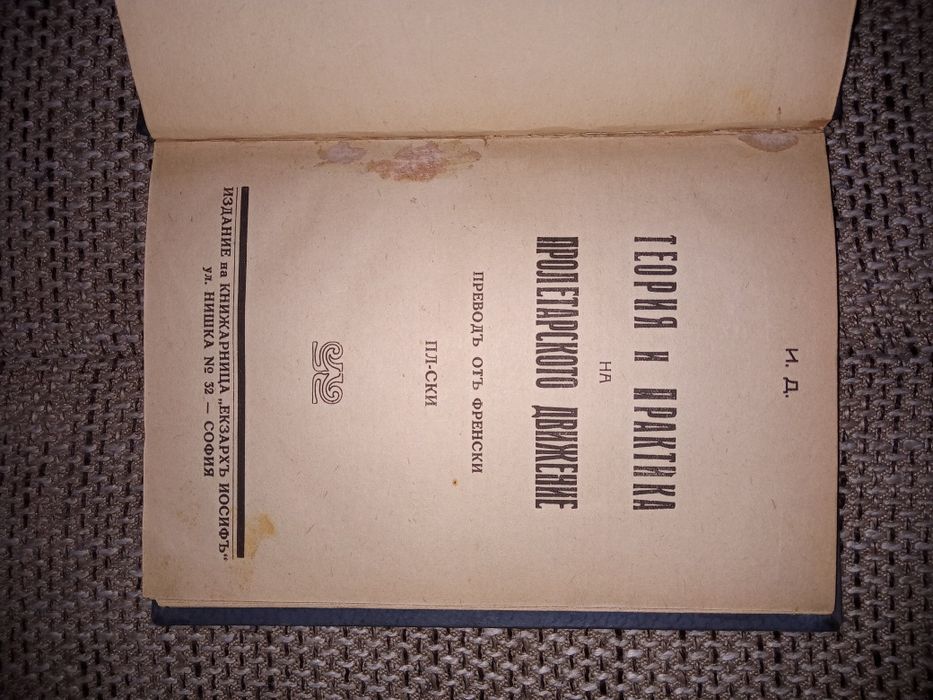 И. Д.
ТЕОРИЯ И ПРАКТИКА
НА
ПРОЛЕТАРСКОТО ДВИЖЕНИЕ
ПРЕВОДЪ ОТЪ ФРЕНСКИ
ПЛ-СКИ
ИЗДАНИЕ на КНИЖАРНИЦА „ЕКЗАРХЪ ИОСИФЪ“
ул. НИШКА № 32 — СОФИЯ